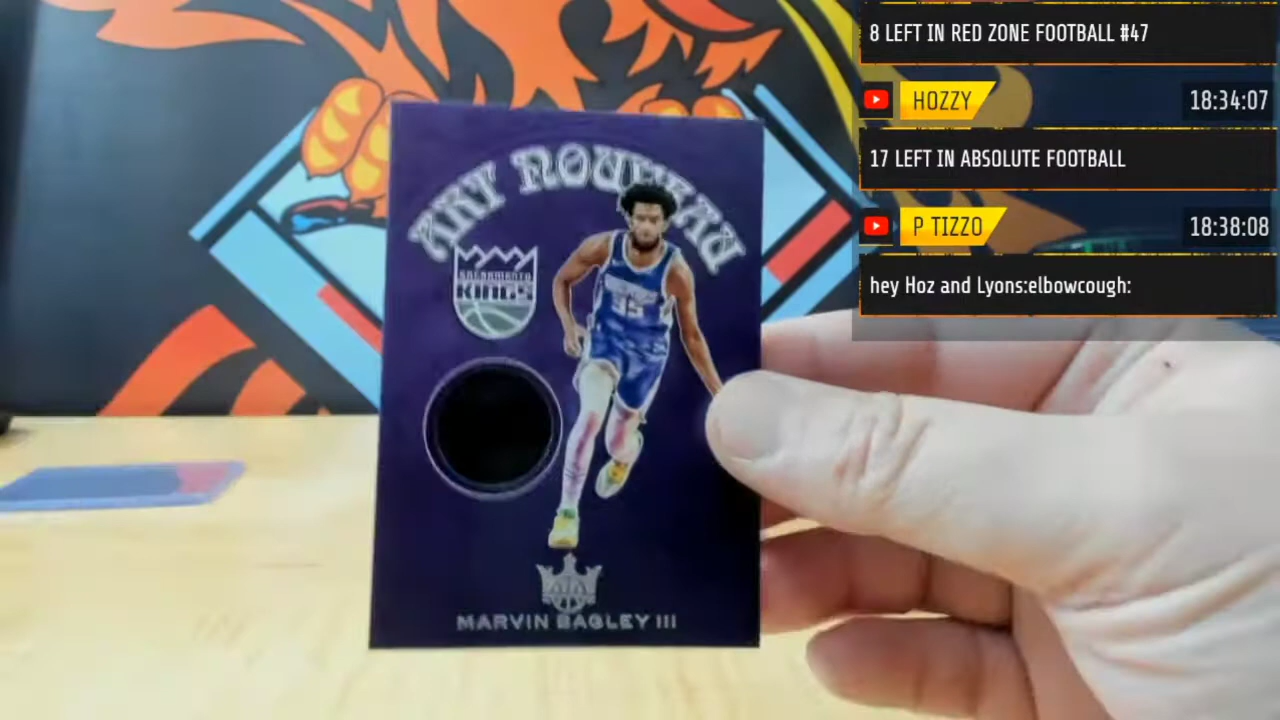 ART NOUVEAU
SACRAMENTO
KINGS
35
MARVIN BAGLEY III
8 LEFT IN RED ZONE FOOTBALL #47
HOZZY 18:34:07
17 LEFT IN ABSOLUTE FOOTBALL
P TIZZO 18:38:08
hey Hoz and Lyons:elbowcough: